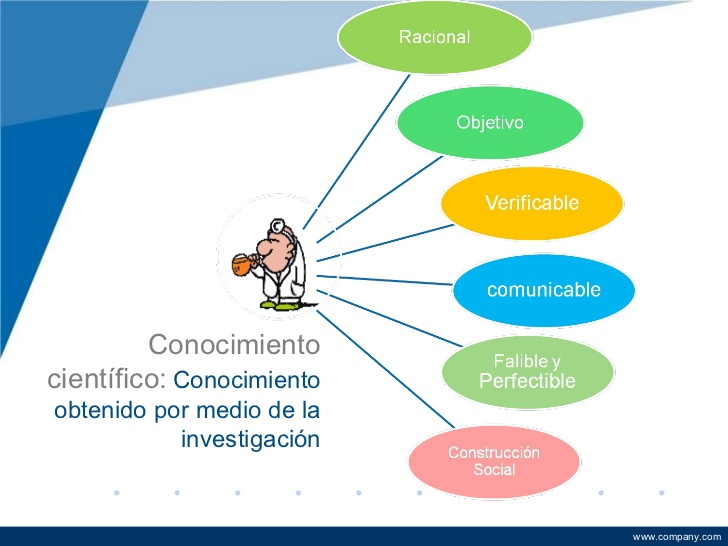 Racional
Objetivo
Verificable
comunicable
Falible y
Perfectible
Construcción
Social
Conocimiento
científico: Conocimiento
obtenido por medio de la
investigación
www.company.com